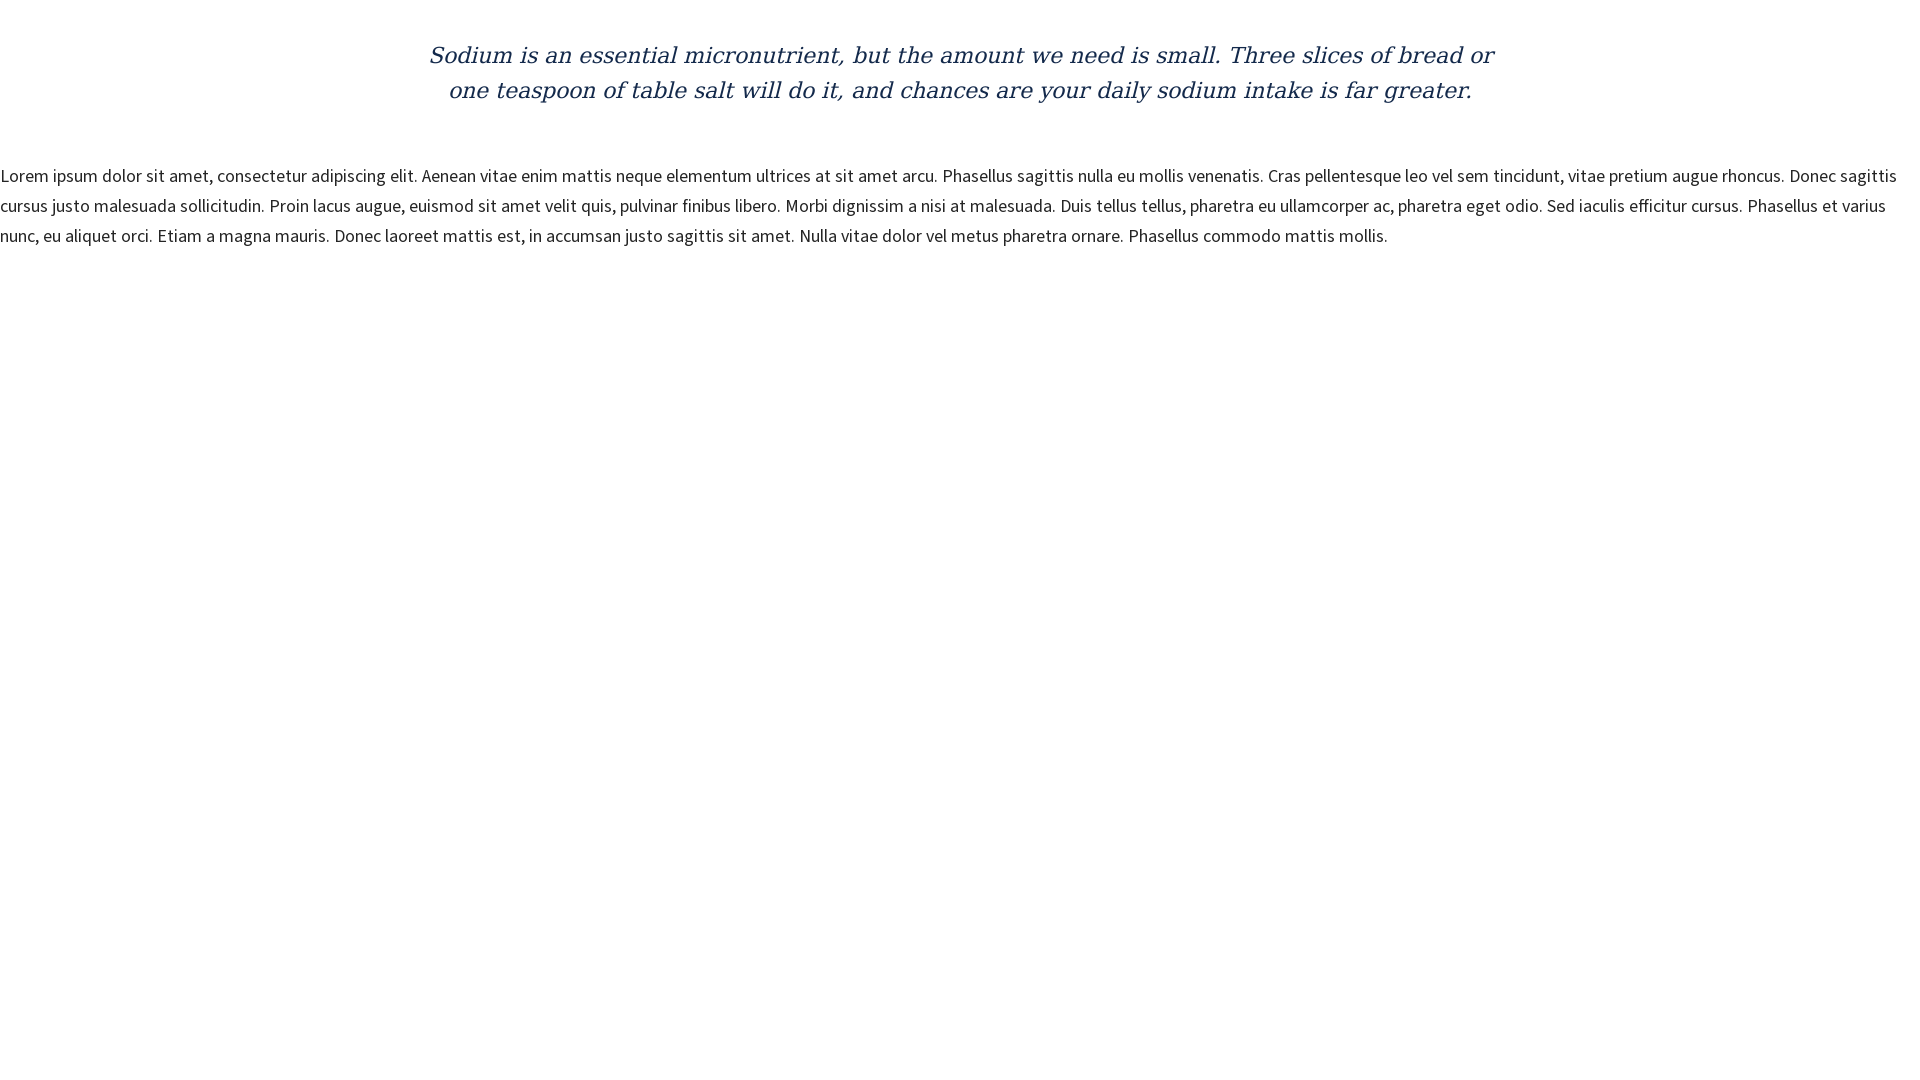 Sodium is an essential micronutrient, but the amount we need is small. Three slices of bread or
one teaspoon of table salt will do it, and chances are your daily sodium intake is far greater.
Lorem ipsum dolor sit amet, consectetur adipiscing elit. Aenean vitae enim mattis neque elementum ultrices at sit amet arcu. Phasellus sagittis nulla eu mollis venenatis. Cras pellentesque leo vel sem tincidunt, vitae pretium augue rhoncus. Donec sagittis
cursus justo malesuada sollicitudin. Proin lacus augue, euismod sit amet velit quis, pulvinar finibus libero. Morbi dignissim a nisi at malesuada. Duis tellus tellus, pharetra eu ullamcorper ac, pharetra eget odio. Sed iaculis efficitur cursus. Phasellus et varius
nunc, eu aliquet orci. Etiam a magna mauris. Donec laoreet mattis est, in accumsan justo sagittis sit amet. Nulla vitae dolor vel metus pharetra ornare. Phasellus commodo mattis mollis.